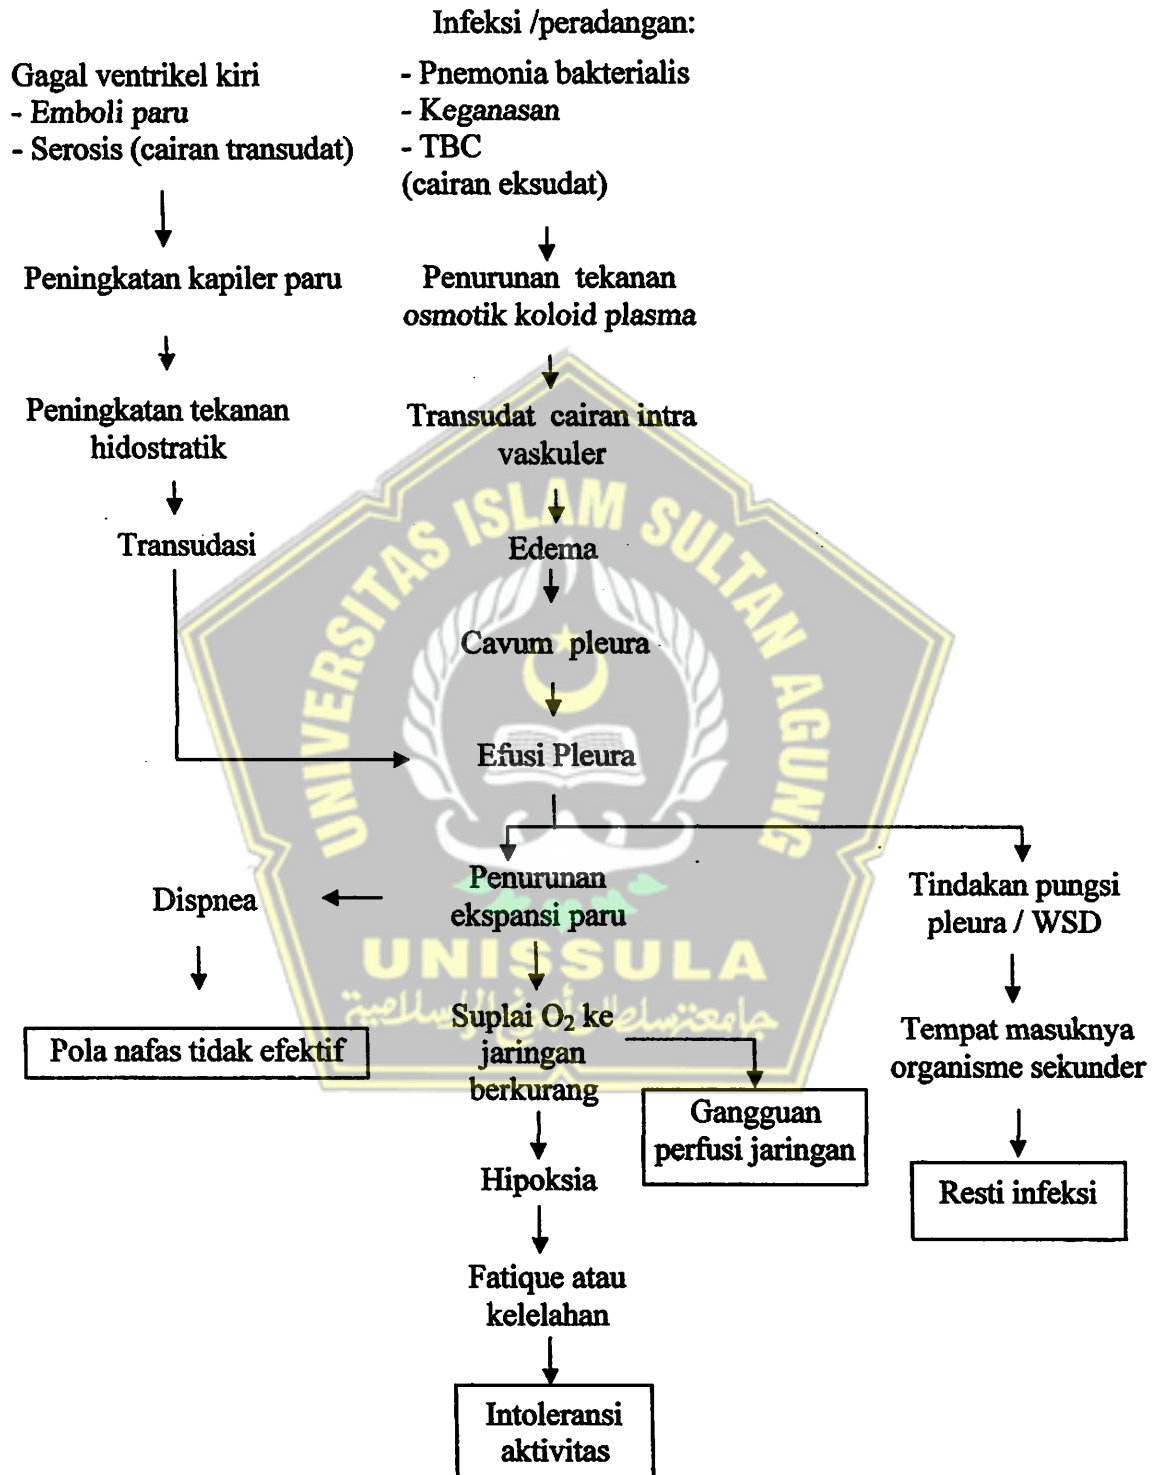 Infeksi /peradangan:
Gagal ventrikel kiri
- Emboli paru
- Serosis (cairan transudat)
- Pnemonia bakterialis
- Keganasan
- TBC
(cairan eksudat)
Peningkatan kapiler paru
Penurunan tekanan
osmotik koloid plasma
Peningkatan tekanan
hidostratik
Transudat cairan intra
vaskuler
Transudasi
Edema
Cavum pleura
Efusi Pleura
Dispnea
Penurunan
ekspansi paru
Tindakan pungsi
pleura / WSD
Pola nafas tidak efektif
Suplai O₂ ke
jaringan
berkurang
Tempat masuknya
organisme sekunder
Gangguan
perfusi jaringan
Hipoksia
Resti infeksi
Fatique atau
kelelahan
Intoleransi
aktivitas
UNIVERSITAS ISLAM SULTAN AGUNG
UNISSULA